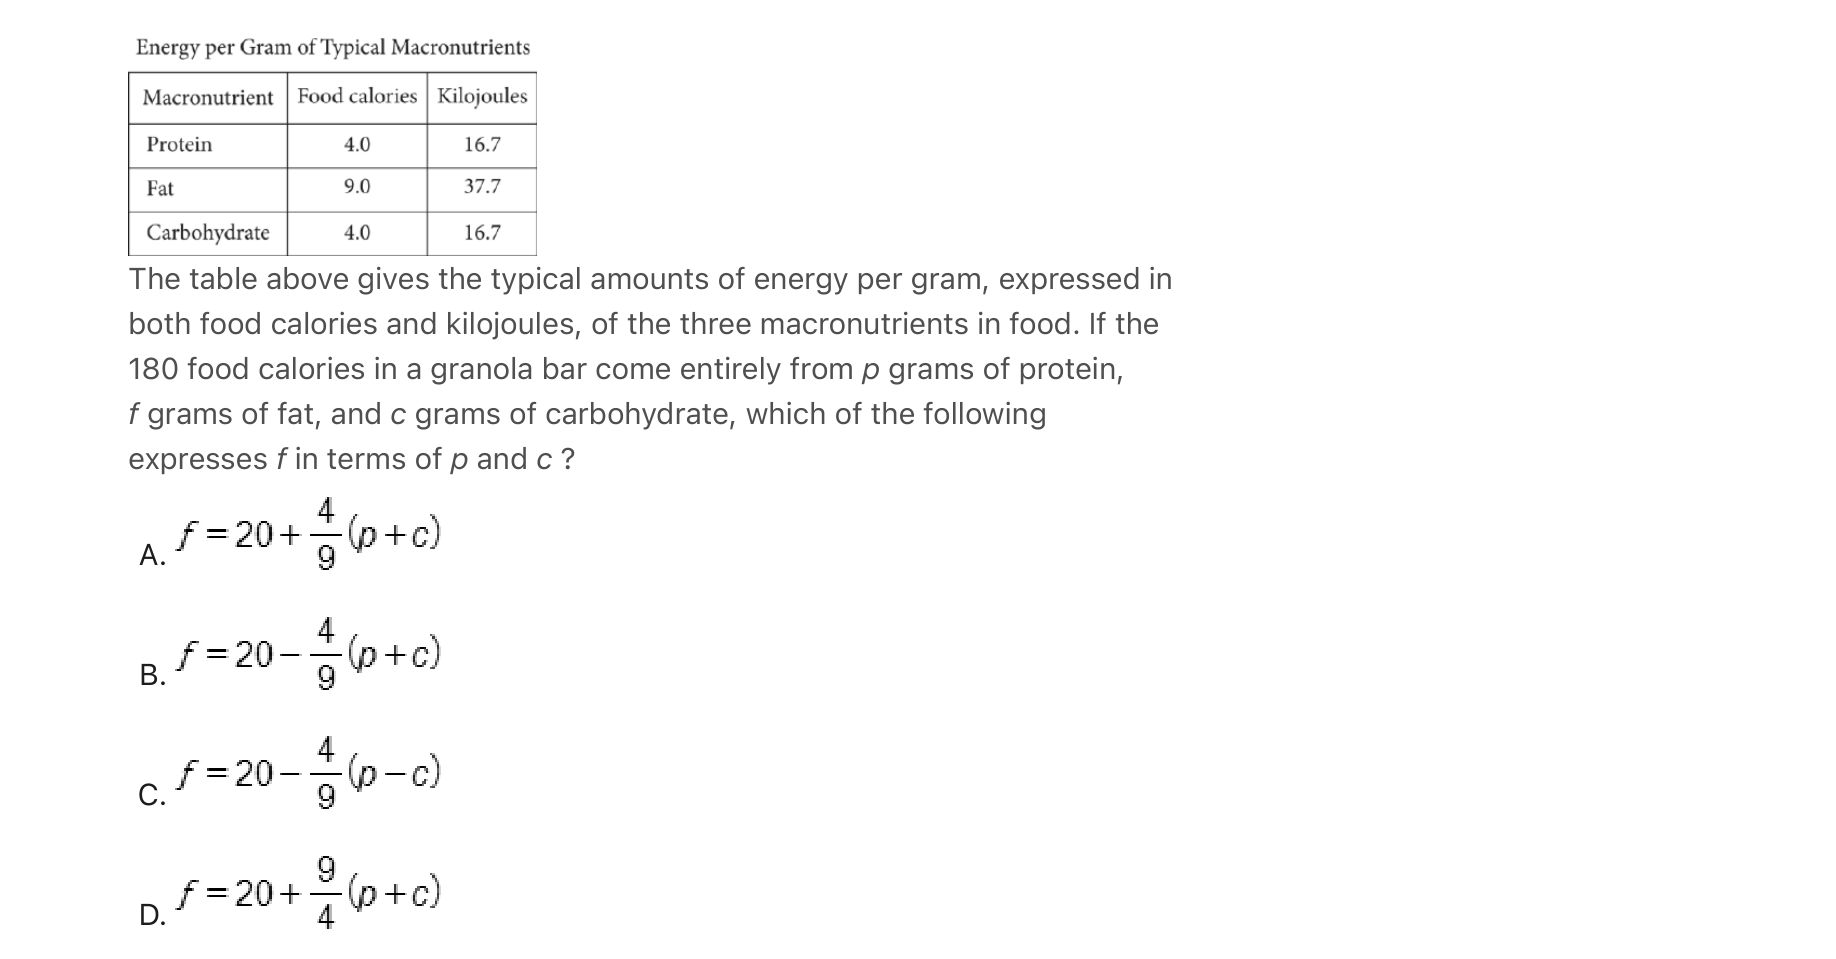 Energy per Gram of Typical Macronutrients
Macronutrient Food calories Kilojoules
Protein 4.0 16.7
Fat 9.0 37.7
Carbohydrate 4.0 16.7
The table above gives the typical amounts of energy per gram, expressed in
both food calories and kilojoules, of the three macronutrients in food. If the
180 food calories in a granola bar come entirely from p grams of protein,
f grams of fat, and c grams of carbohydrate, which of the following
expresses f in terms of p and c ?
A. f = 20 + 4/9 (p + c)
B. f = 20 − 4/9 (p + c)
C. f = 20 − 4/9 (p − c)
D. f = 20 + 9/4 (p + c)